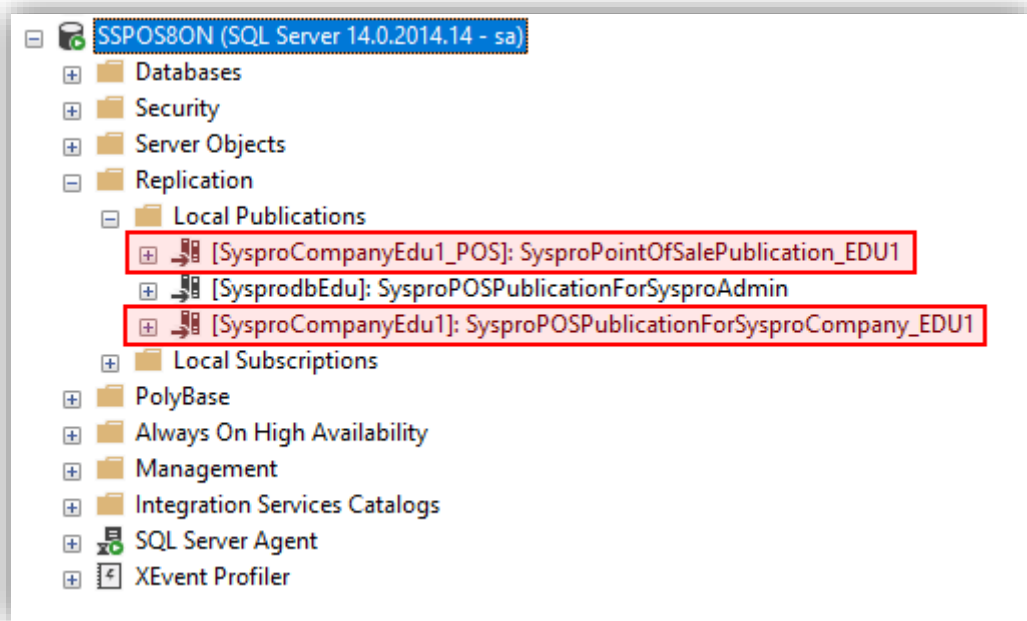 SSPOS8ON (SQL Server 14.0.2014.14 - sa)
Databases
Security
Server Objects
Replication
Local Publications
[SysproCompanyEdu1_POS]: SysproPointOfSalePublication_EDU1
[SysprodbEdu]: SysproPOSPublicationForSysproAdmin
[SysproCompanyEdu1]: SysproPOSPublicationForSysproCompany_EDU1
Local Subscriptions
PolyBase
Always On High Availability
Management
Integration Services Catalogs
SQL Server Agent
XEvent Profiler